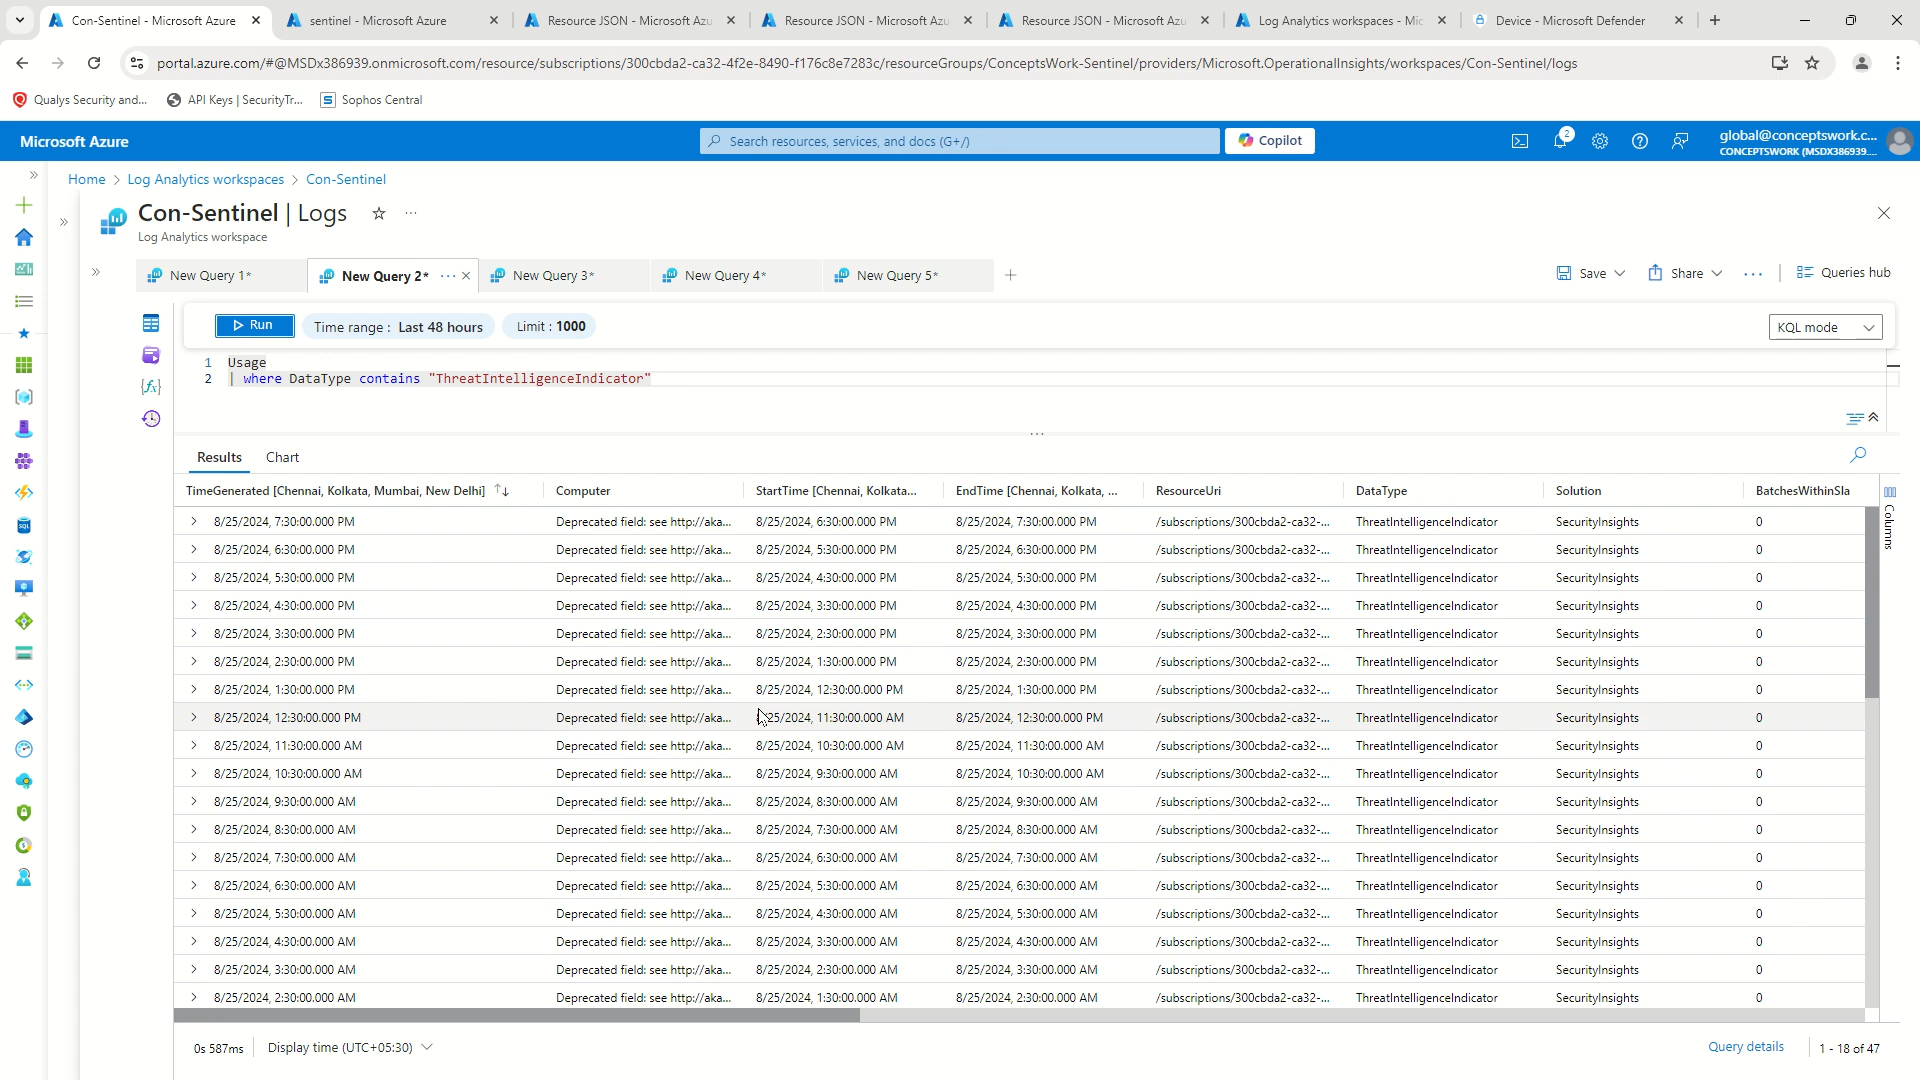 Con-Sentinel - Microsoft Azure
sentinel - Microsoft Azure
Resource JSON - Microsoft Az
Resource JSON - Microsoft Az
Resource JSON - Microsoft Az
Log Analytics workspaces - Mic
Device - Microsoft Defender
portal.azure.com/#@MSDx386939.onmicrosoft.com/resource/subscriptions/300cbda2-ca32-4f2e-8490-f176c8e7283c/resourceGroups/ConceptsWork-Sentinel/providers/Microsoft.OperationalInsights/workspaces/Con-Sentinel/logs
Qualys Security and...
API Keys | SecurityTr...
Sophos Central
Microsoft Azure
Search resources, services, and docs (G+/)
Copilot
2
global@conceptswork.c...
CONCEPTSWORK (MSDX386939....
Home > Log Analytics workspaces > Con-Sentinel
Con-Sentinel | Logs
Log Analytics workspace
New Query 1*
New Query 2*
New Query 3*
New Query 4*
New Query 5*
Save
Share
Queries hub
Run
Time range : Last 48 hours
Limit : 1000
KQL mode
1 Usage
2 | where DataType contains "ThreatIntelligenceIndicator"
Results
Chart
TimeGenerated [Chennai, Kolkata, Mumbai, New Delhi] Computer StartTime [Chennai, Kolkata... EndTime [Chennai, Kolkata, ... ResourceUri DataType Solution BatchesWithinSla
Columns
8/25/2024, 7:30:00.000 PM Deprecated field: see http://aka... 8/25/2024, 6:30:00.000 PM 8/25/2024, 7:30:00.000 PM /subscriptions/300cbda2-ca32-... ThreatIntelligenceIndicator SecurityInsights 0
8/25/2024, 6:30:00.000 PM Deprecated field: see http://aka... 8/25/2024, 5:30:00.000 PM 8/25/2024, 6:30:00.000 PM /subscriptions/300cbda2-ca32-... ThreatIntelligenceIndicator SecurityInsights 0
8/25/2024, 5:30:00.000 PM Deprecated field: see http://aka... 8/25/2024, 4:30:00.000 PM 8/25/2024, 5:30:00.000 PM /subscriptions/300cbda2-ca32-... ThreatIntelligenceIndicator SecurityInsights 0
8/25/2024, 4:30:00.000 PM Deprecated field: see http://aka... 8/25/2024, 3:30:00.000 PM 8/25/2024, 4:30:00.000 PM /subscriptions/300cbda2-ca32-... ThreatIntelligenceIndicator SecurityInsights 0
8/25/2024, 3:30:00.000 PM Deprecated field: see http://aka... 8/25/2024, 2:30:00.000 PM 8/25/2024, 3:30:00.000 PM /subscriptions/300cbda2-ca32-... ThreatIntelligenceIndicator SecurityInsights 0
8/25/2024, 2:30:00.000 PM Deprecated field: see http://aka... 8/25/2024, 1:30:00.000 PM 8/25/2024, 2:30:00.000 PM /subscriptions/300cbda2-ca32-... ThreatIntelligenceIndicator SecurityInsights 0
8/25/2024, 1:30:00.000 PM Deprecated field: see http://aka... 8/25/2024, 12:30:00.000 PM 8/25/2024, 1:30:00.000 PM /subscriptions/300cbda2-ca32-... ThreatIntelligenceIndicator SecurityInsights 0
8/25/2024, 12:30:00.000 PM Deprecated field: see http://aka... 25/2024, 11:30:00.000 AM 8/25/2024, 12:30:00.000 PM /subscriptions/300cbda2-ca32-... ThreatIntelligenceIndicator SecurityInsights 0
8/25/2024, 11:30:00.000 AM Deprecated field: see http://aka... 8/25/2024, 10:30:00.000 AM 8/25/2024, 11:30:00.000 AM /subscriptions/300cbda2-ca32-... ThreatIntelligenceIndicator SecurityInsights 0
8/25/2024, 10:30:00.000 AM Deprecated field: see http://aka... 8/25/2024, 9:30:00.000 AM 8/25/2024, 10:30:00.000 AM /subscriptions/300cbda2-ca32-... ThreatIntelligenceIndicator SecurityInsights 0
8/25/2024, 9:30:00.000 AM Deprecated field: see http://aka... 8/25/2024, 8:30:00.000 AM 8/25/2024, 9:30:00.000 AM /subscriptions/300cbda2-ca32-... ThreatIntelligenceIndicator SecurityInsights 0
8/25/2024, 8:30:00.000 AM Deprecated field: see http://aka... 8/25/2024, 7:30:00.000 AM 8/25/2024, 8:30:00.000 AM /subscriptions/300cbda2-ca32-... ThreatIntelligenceIndicator SecurityInsights 0
8/25/2024, 7:30:00.000 AM Deprecated field: see http://aka... 8/25/2024, 6:30:00.000 AM 8/25/2024, 7:30:00.000 AM /subscriptions/300cbda2-ca32-... ThreatIntelligenceIndicator SecurityInsights 0
8/25/2024, 6:30:00.000 AM Deprecated field: see http://aka... 8/25/2024, 5:30:00.000 AM 8/25/2024, 6:30:00.000 AM /subscriptions/300cbda2-ca32-... ThreatIntelligenceIndicator SecurityInsights 0
8/25/2024, 5:30:00.000 AM Deprecated field: see http://aka... 8/25/2024, 4:30:00.000 AM 8/25/2024, 5:30:00.000 AM /subscriptions/300cbda2-ca32-... ThreatIntelligenceIndicator SecurityInsights 0
8/25/2024, 4:30:00.000 AM Deprecated field: see http://aka... 8/25/2024, 3:30:00.000 AM 8/25/2024, 4:30:00.000 AM /subscriptions/300cbda2-ca32-... ThreatIntelligenceIndicator SecurityInsights 0
8/25/2024, 3:30:00.000 AM Deprecated field: see http://aka... 8/25/2024, 2:30:00.000 AM 8/25/2024, 3:30:00.000 AM /subscriptions/300cbda2-ca32-... ThreatIntelligenceIndicator SecurityInsights 0
8/25/2024, 2:30:00.000 AM Deprecated field: see http://aka... 8/25/2024, 1:30:00.000 AM 8/25/2024, 2:30:00.000 AM /subscriptions/300cbda2-ca32-... ThreatIntelligenceIndicator SecurityInsights 0
0s 587ms
Display time (UTC+05:30)
Query details
1 - 18 of 47